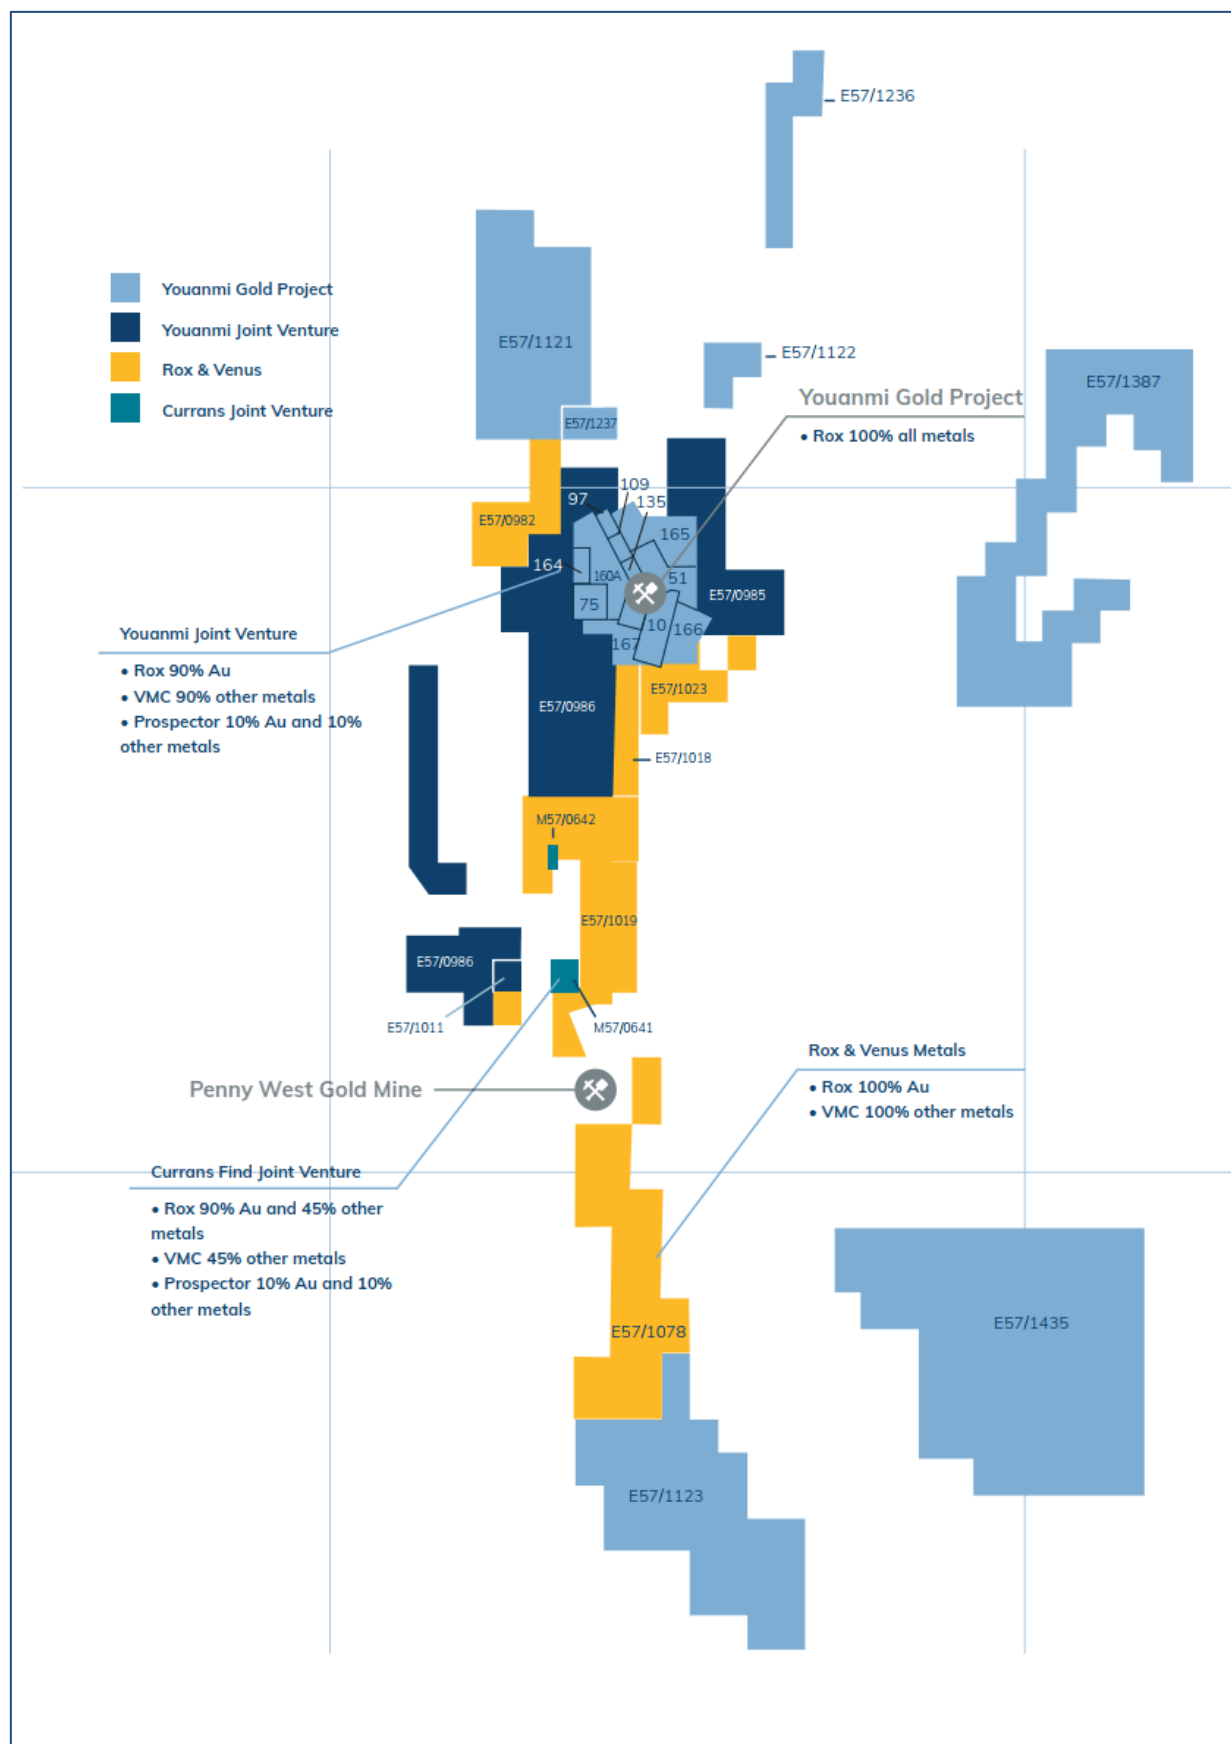 E57/1236
Youanmi Gold Project
Youanmi Joint Venture
Rox & Venus
Currans Joint Venture
E57/1121
E57/1122
E57/1387
Youanmi Gold Project
• Rox 100% all metals
E57/1237
109
97
135
E57/0982
165
164
160A
51
75
E57/0985
10
166
167
Youanmi Joint Venture
• Rox 90% Au
• VMC 90% other metals
• Prospector 10% Au and 10%
other metals
E57/1023
E57/0986
E57/1018
M57/0642
E57/1019
E57/0986
E57/1011
M57/0641
Rox & Venus Metals
• Rox 100% Au
• VMC 100% other metals
Penny West Gold Mine
Currans Find Joint Venture
• Rox 90% Au and 45% other
metals
• VMC 45% other metals
• Prospector 10% Au and 10%
other metals
E57/1078
E57/1435
E57/1123